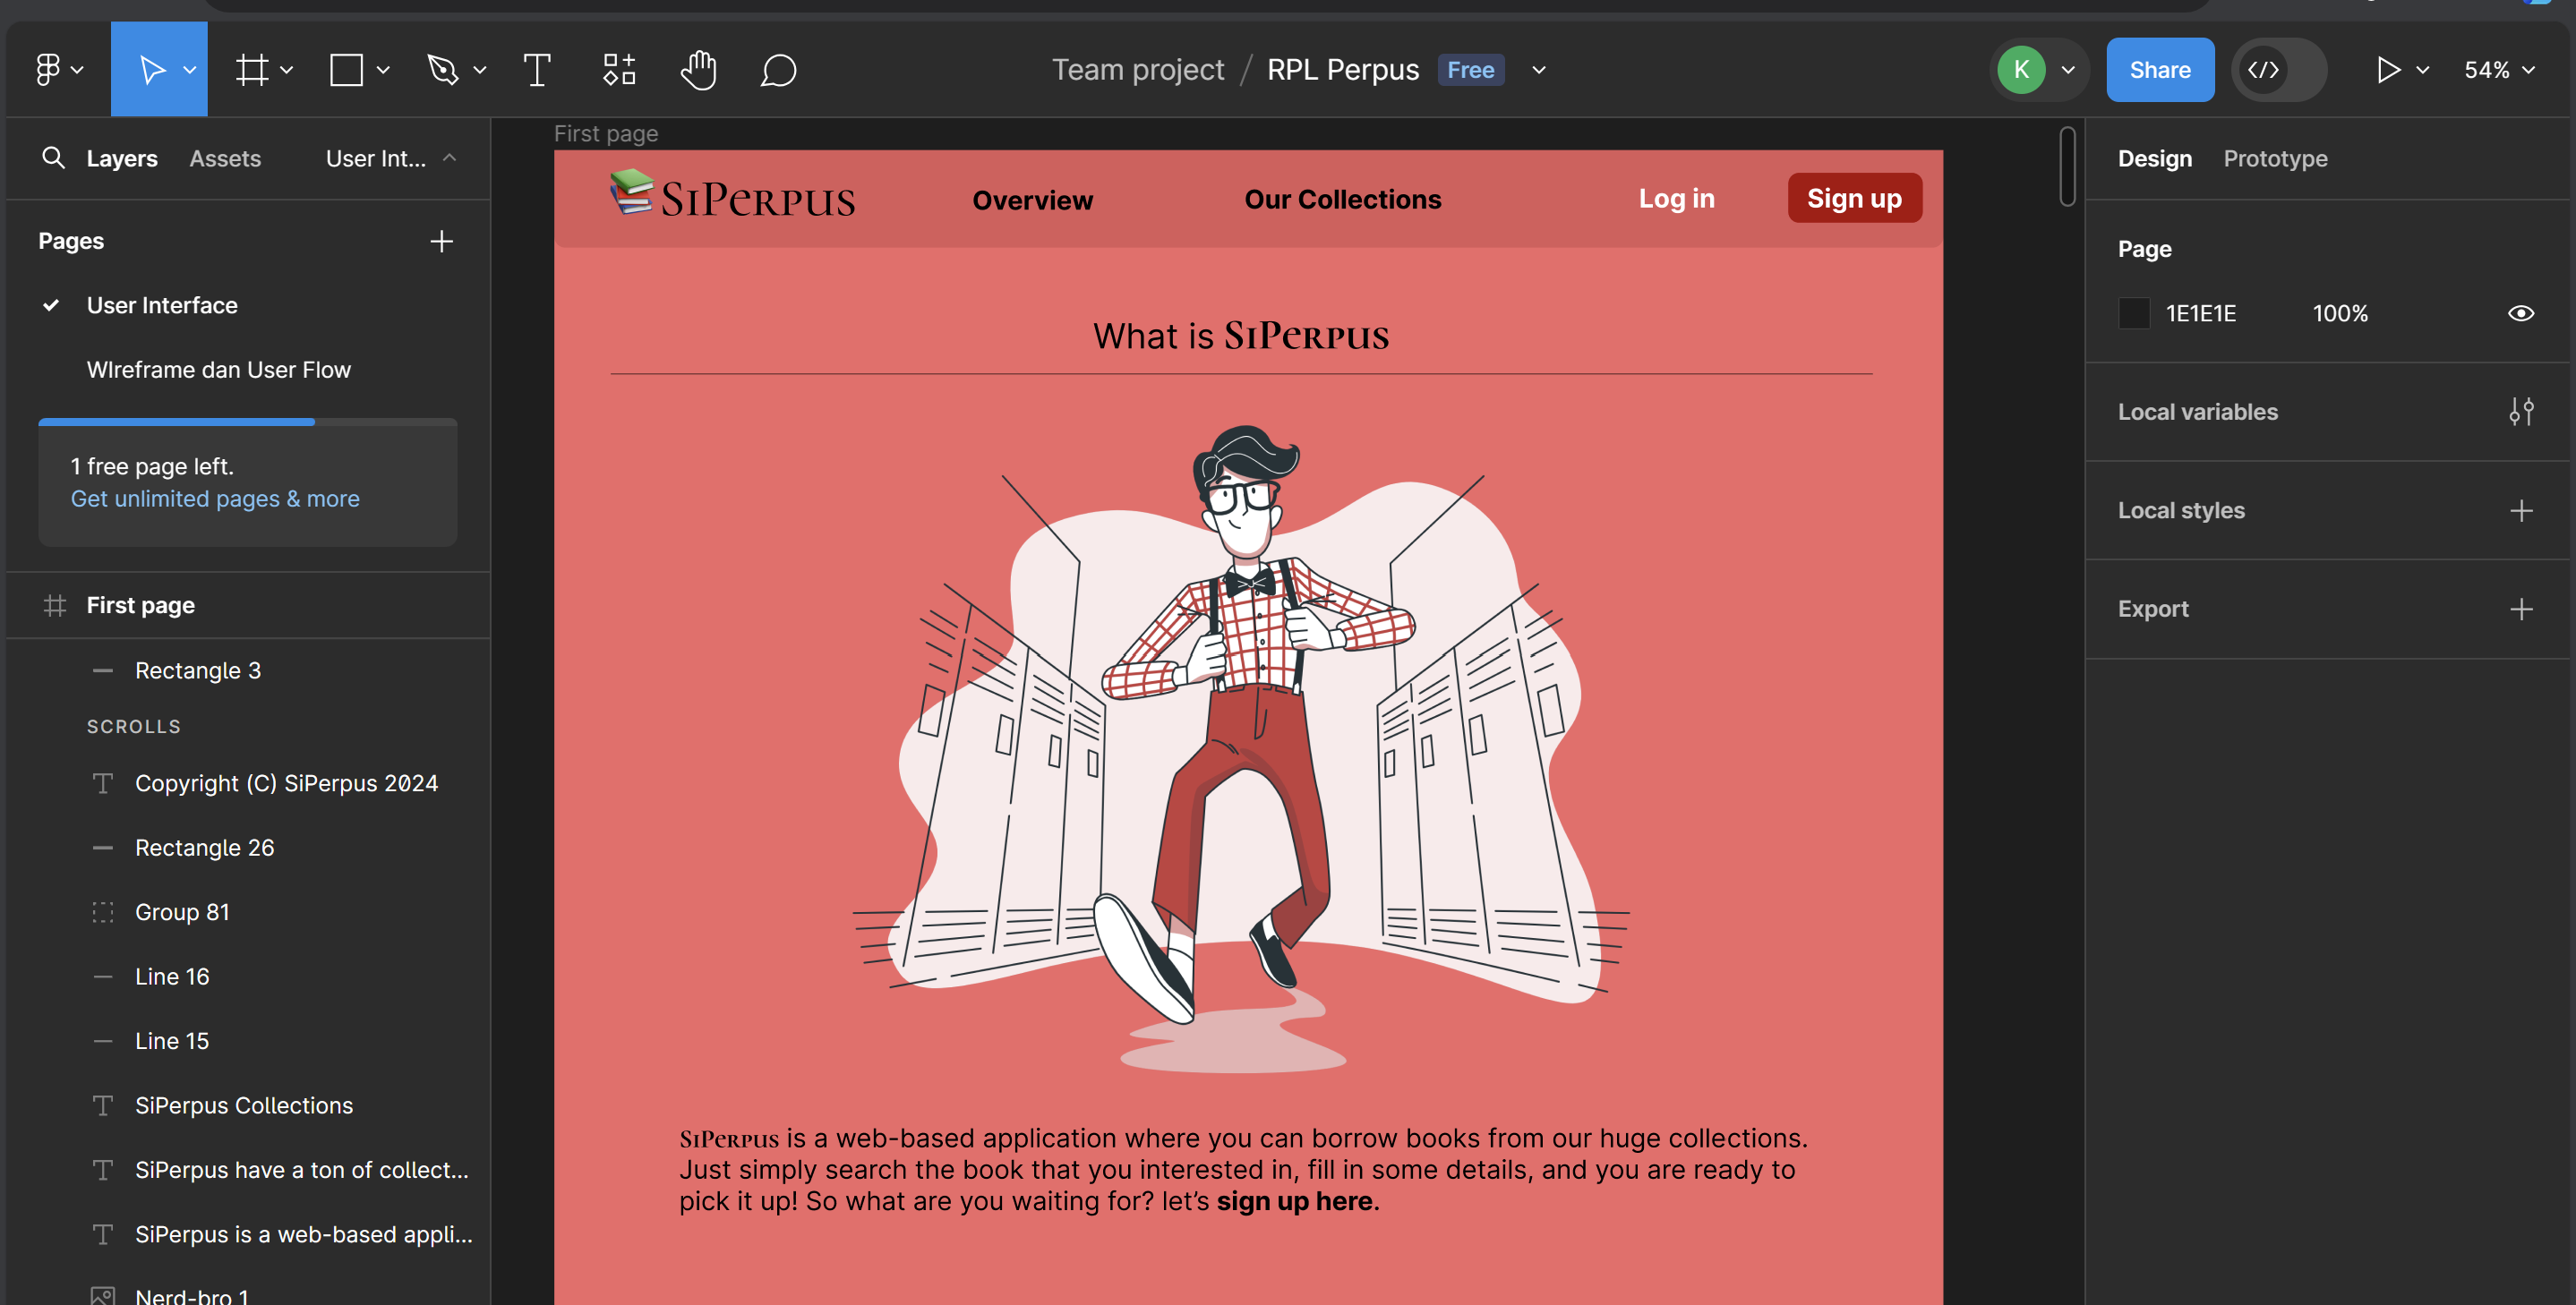 Team project / RPL Perpus Free
K
Share
54%
Layers Assets User Int...
Pages
User Interface
WIreframe dan User Flow
1 free page left.
Get unlimited pages & more
First page
Rectangle 3
SCROLLS
Copyright (C) SiPerpus 2024
Rectangle 26
Group 81
Line 16
Line 15
SiPerpus Collections
SiPerpus have a ton of collect...
SiPerpus is a web-based appli...
Nerd-bro 1
First page
SiPerpus Overview Our Collections Log in Sign up
What is SiPerpus
SiPerpus is a web-based application where you can borrow books from our huge collections.
Just simply search the book that you interested in, fill in some details, and you are ready to
pick it up! So what are you waiting for? let’s sign up here.
Design Prototype
Page
1E1E1E 100%
Local variables
Local styles
Export